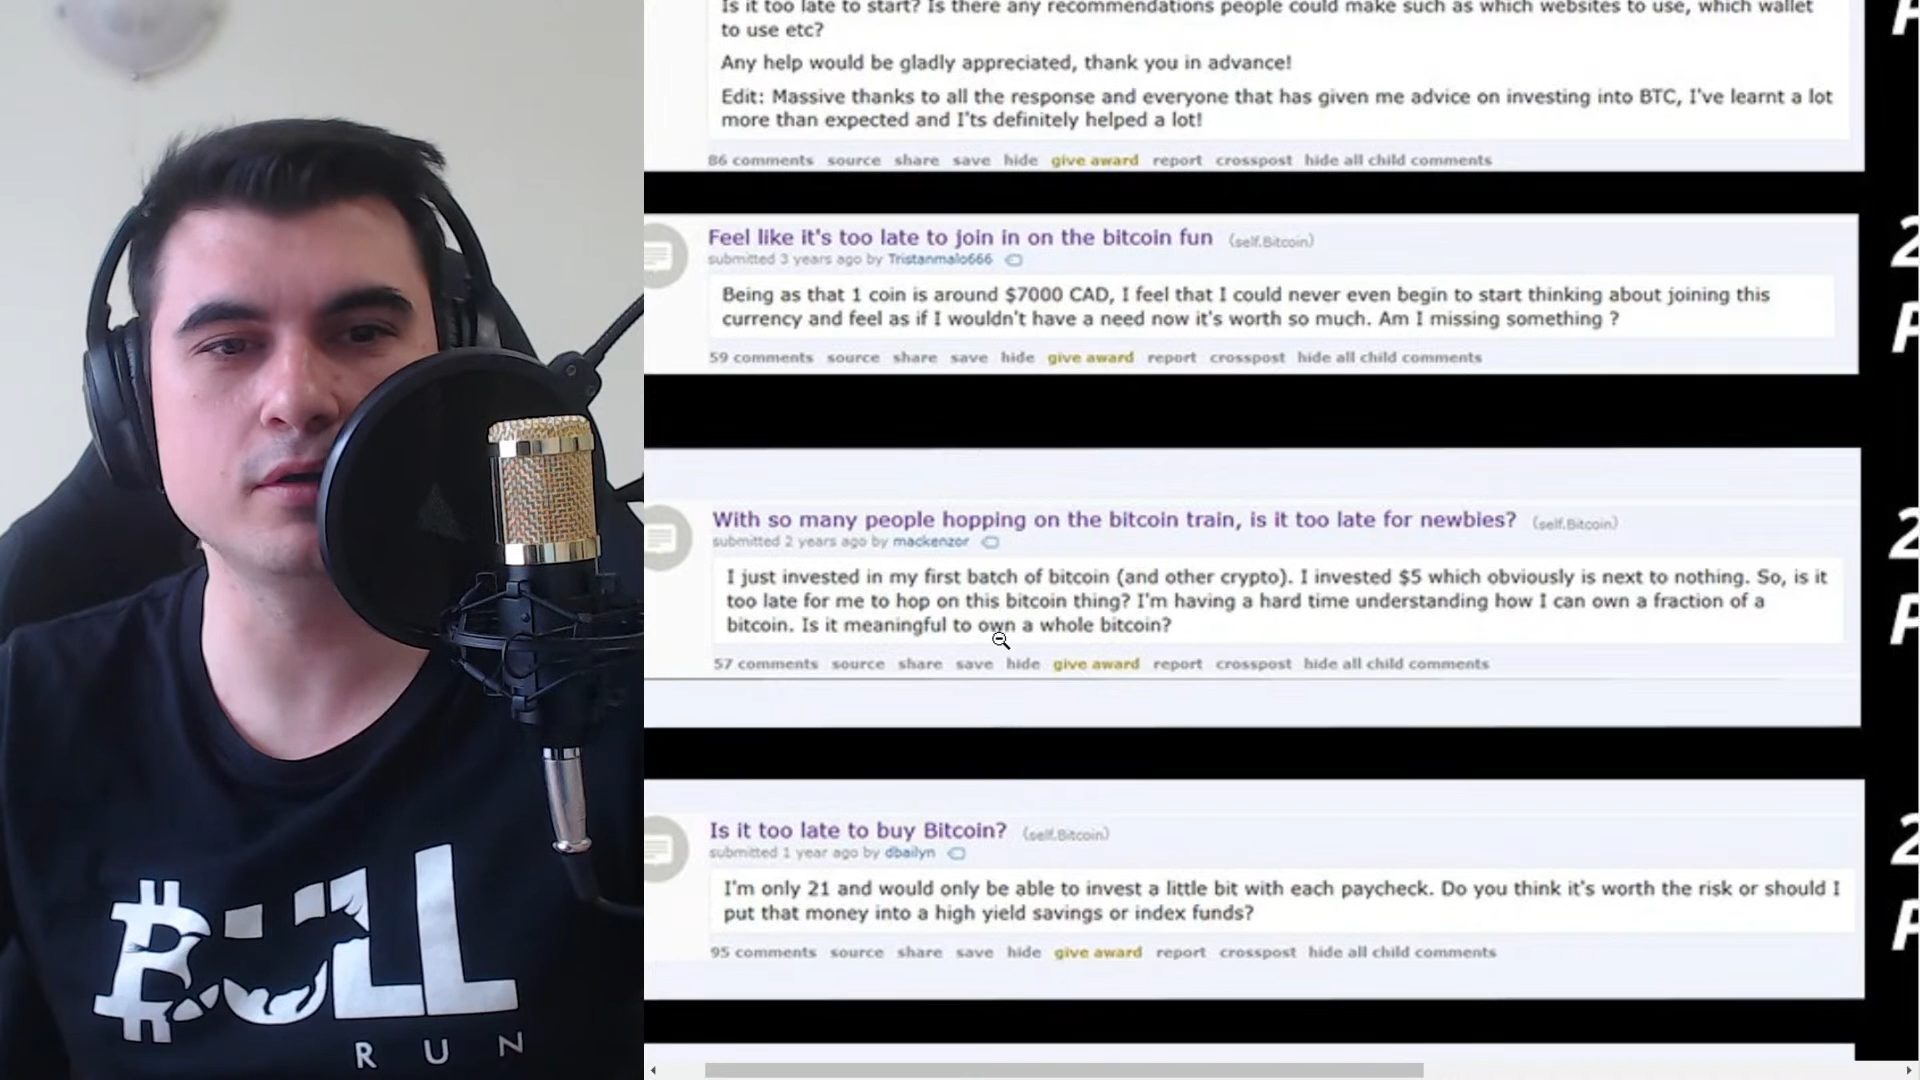 Is it too late to start? Is there any recommendations people could make such as which websites to use, which wallet
to use etc?
Any help would be gladly appreciated, thank you in advance!
Edit: Massive thanks to all the response and everyone that has given me advice on investing into BTC, I've learnt a lot
more than expected and I'ts definitely helped a lot!
86 comments source share save hide give award report crosspost hide all child comments
Feel like it's too late to join in on the bitcoin fun (self.Bitcoin)
submitted 3 years ago by Tristanmalo666
Being as that 1 coin is around $7000 CAD, I feel that I could never even begin to start thinking about joining this
currency and feel as if I wouldn't have a need now it's worth so much. Am I missing something ?
59 comments source share save hide give award report crosspost hide all child comments
With so many people hopping on the bitcoin train, is it too late for newbies? (self.Bitcoin)
submitted 2 years ago by mackenzor
I just invested in my first batch of bitcoin (and other crypto). I invested $5 which obviously is next to nothing. So, is it
too late for me to hop on this bitcoin thing? I'm having a hard time understanding how I can own a fraction of a
bitcoin. Is it meaningful to own a whole bitcoin?
57 comments source share save hide give award report crosspost hide all child comments
Is it too late to buy Bitcoin? (self.Bitcoin)
submitted 1 year ago by dbailyn
I'm only 21 and would only be able to invest a little bit with each paycheck. Do you think it's worth the risk or should I
put that money into a high yield savings or index funds?
95 comments source share save hide give award report crosspost hide all child comments
P
2
P
2
P
2
P
BULL
RUN